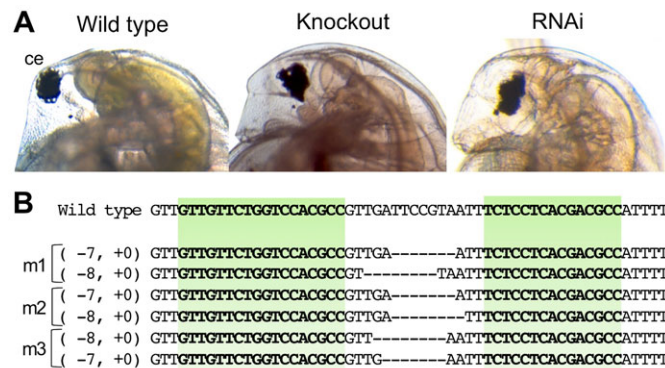 A
Wild type
Knockout
RNAi
ce
B
Wild type GTTGTTGTTCTGGTCCACGCCGTTGATTCCGTAATTTCTCCTCACGACGCCATTTT
m1
( -7, +0) GTTGTTGTTCTGGTCCACGCCGTTGA-------ATTTCTCCTCACGACGCCATTTT
( -8, +0) GTTGTTGTTCTGGTCCACGCCGT--------TAATTTCTCCTCACGACGCCATTTT
m2
( -7, +0) GTTGTTGTTCTGGTCCACGCCGTTGA-------ATTTCTCCTCACGACGCCATTTT
( -8, +0) GTTGTTGTTCTGGTCCACGCCGTTGA--------TTTCTCCTCACGACGCCATTTT
m3
( -8, +0) GTTGTTGTTCTGGTCCACGCCGTT--------AATTTCTCCTCACGACGCCATTTT
( -7, +0) GTTGTTGTTCTGGTCCACGCCGTTG-------AATTTCTCCTCACGACGCCATTTT